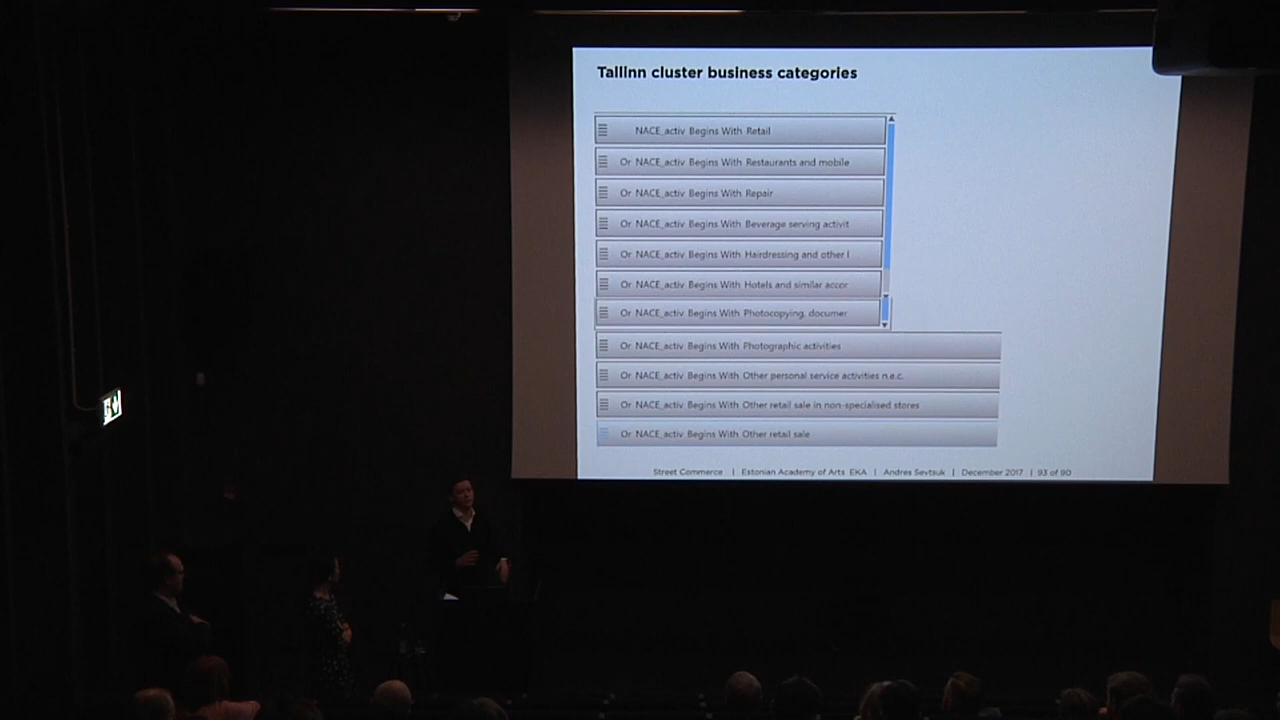 Tallinn cluster business categories
NACE_activ Begins With Retail
Or NACE_activ Begins With Restaurants and mobile
Or NACE_activ Begins With Repair
Or NACE_activ Begins With Beverage serving activit
Or NACE_activ Begins With Hairdressing and other l
Or NACE_activ Begins With Hotels and similar accor
Or NACE_activ Begins With Photocopying, documer
Or NACE_activ Begins With Photographic activities
Or NACE_activ Begins With Other personal service activities n.e.c.
Or NACE_activ Begins With Other retail sale in non-specialised stores
Or NACE_activ Begins With Other retail sale
Street Commerce | Estonian Academy of Arts EKA | Andres Sevtsuk | December 2017 | 93 of 90